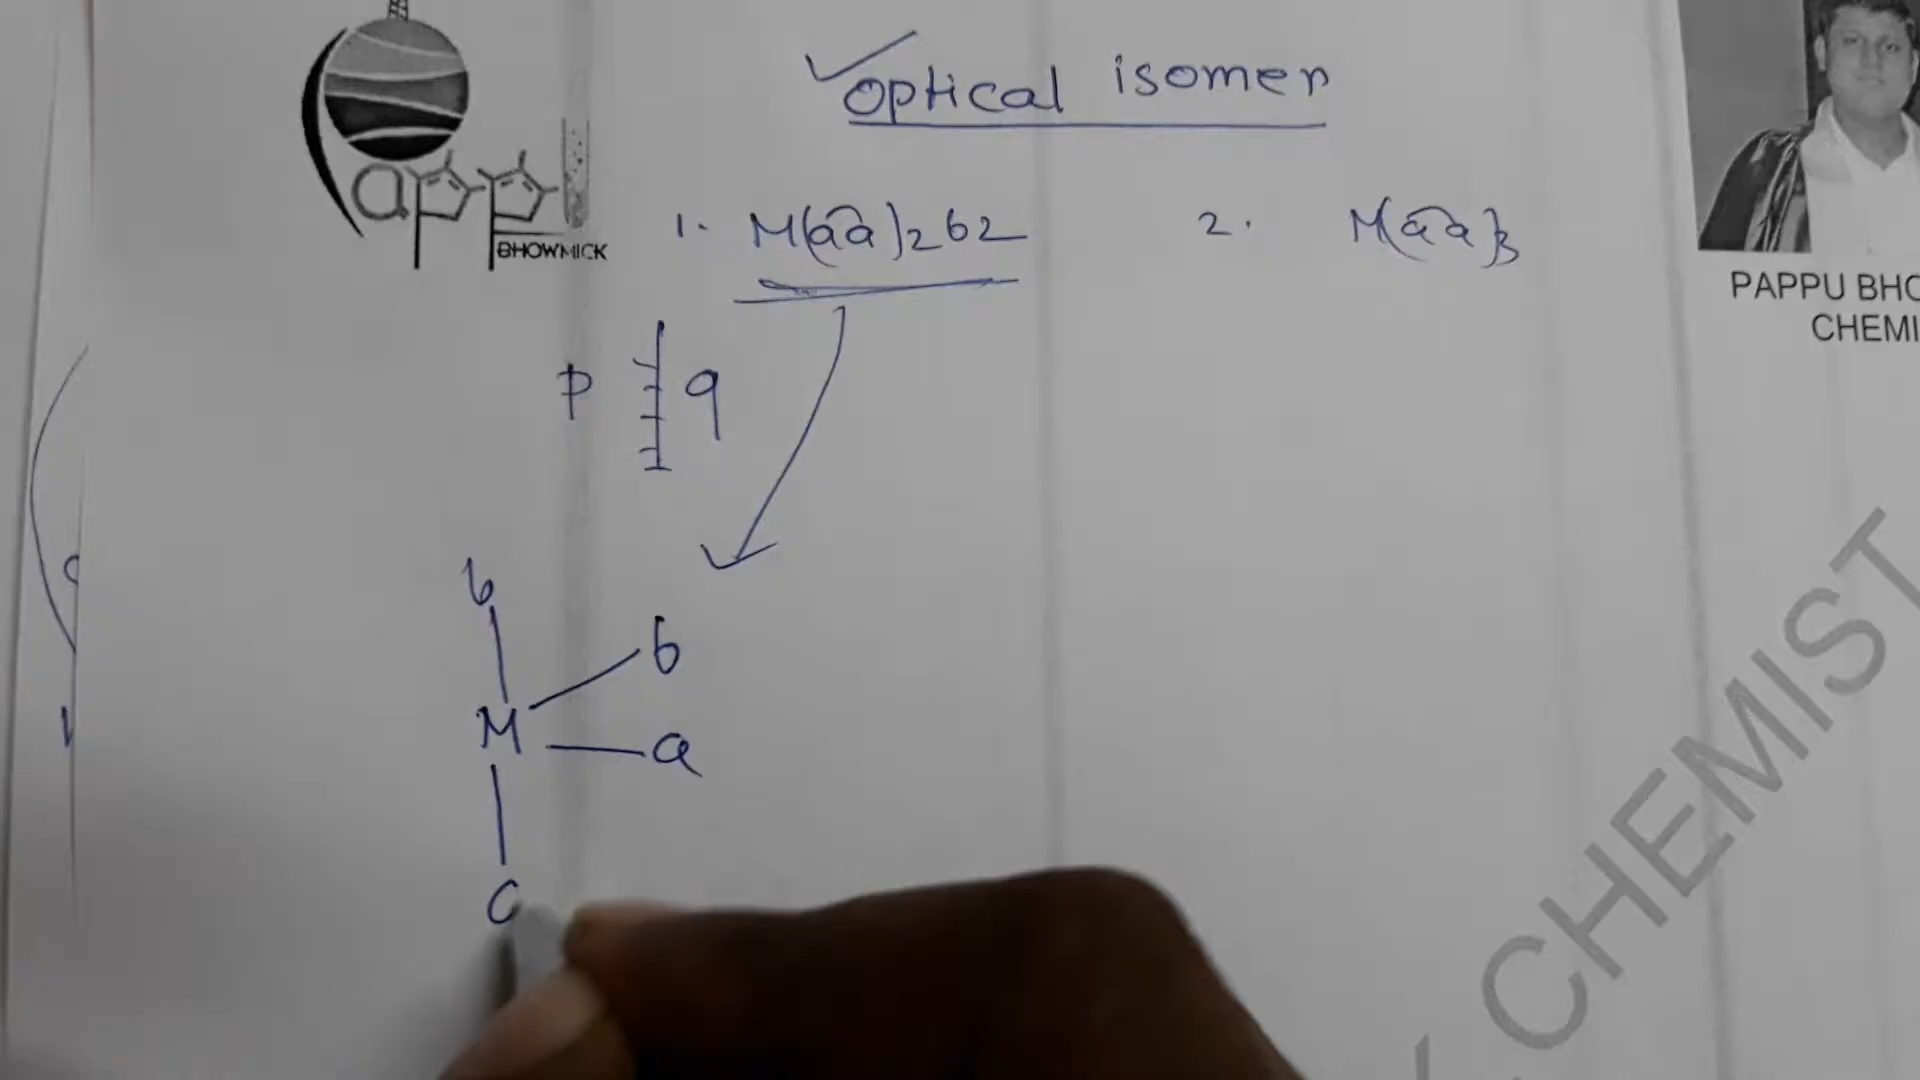 optical isomer
1. M(aa)2b2 2. M(aa)3
BHOWMICK
PAPPU BHO
CHEMI
p q
b
b
M
a
CHEMIST